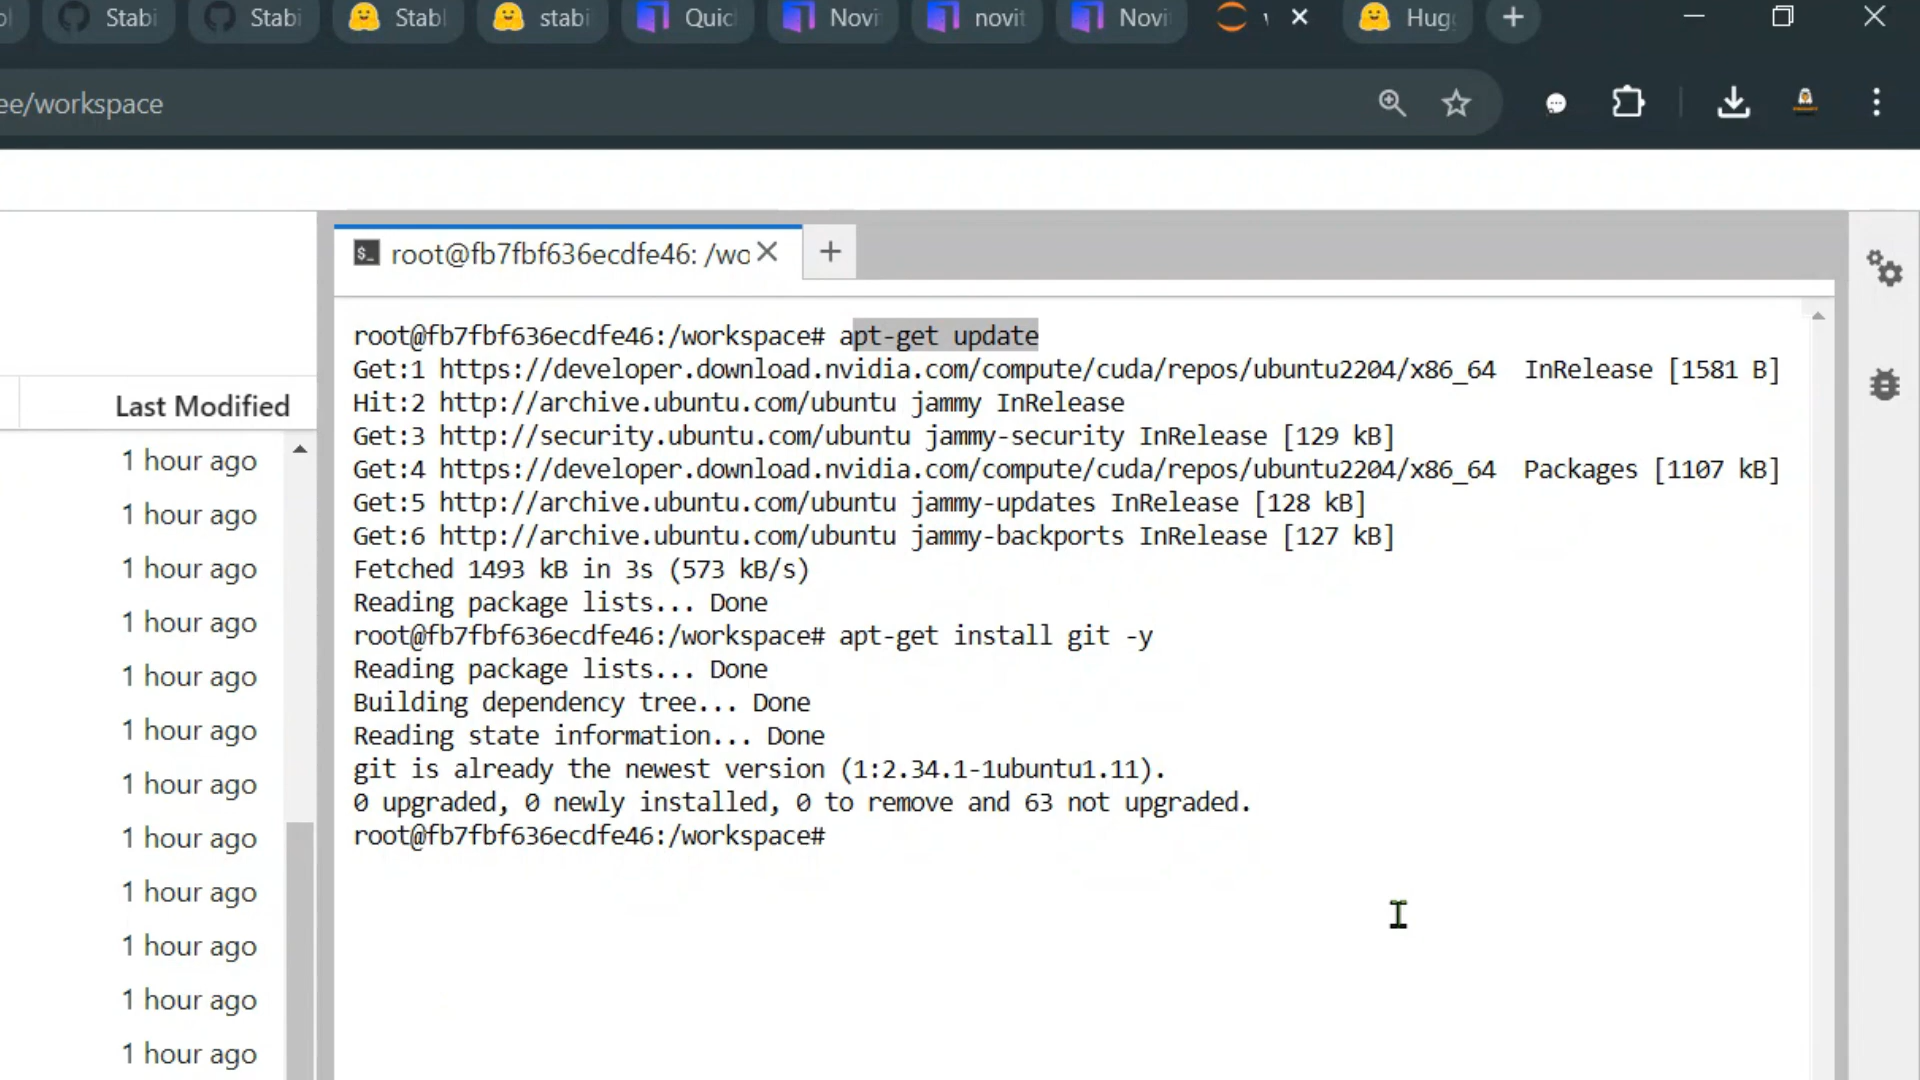 Stabi
Stabi
Stabl
stabi
Quic
Novi
novit
Novi
Hug
ee/workspace
root@fb7fbf636ecdfe46: /wo
root@fb7fbf636ecdfe46:/workspace# apt-get update
Get:1 https://developer.download.nvidia.com/compute/cuda/repos/ubuntu2204/x86_64  InRelease [1581 B]
Hit:2 http://archive.ubuntu.com/ubuntu jammy InRelease
Get:3 http://security.ubuntu.com/ubuntu jammy-security InRelease [129 kB]
Get:4 https://developer.download.nvidia.com/compute/cuda/repos/ubuntu2204/x86_64  Packages [1107 kB]
Get:5 http://archive.ubuntu.com/ubuntu jammy-updates InRelease [128 kB]
Get:6 http://archive.ubuntu.com/ubuntu jammy-backports InRelease [127 kB]
Fetched 1493 kB in 3s (573 kB/s)
Reading package lists... Done
root@fb7fbf636ecdfe46:/workspace# apt-get install git -y
Reading package lists... Done
Building dependency tree... Done
Reading state information... Done
git is already the newest version (1:2.34.1-1ubuntu1.11).
0 upgraded, 0 newly installed, 0 to remove and 63 not upgraded.
root@fb7fbf636ecdfe46:/workspace#
Last Modified
1 hour ago
1 hour ago
1 hour ago
1 hour ago
1 hour ago
1 hour ago
1 hour ago
1 hour ago
1 hour ago
1 hour ago
1 hour ago
1 hour ago